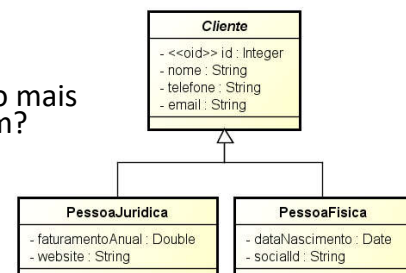 Cliente
- <<oid>> id : Integer
- nome : String
- telefone : String
- email : String
o mais
m?
PessoaJuridica
- faturamentoAnual : Double
- website : String
PessoaFisica
- dataNascimento : Date
- socialId : String